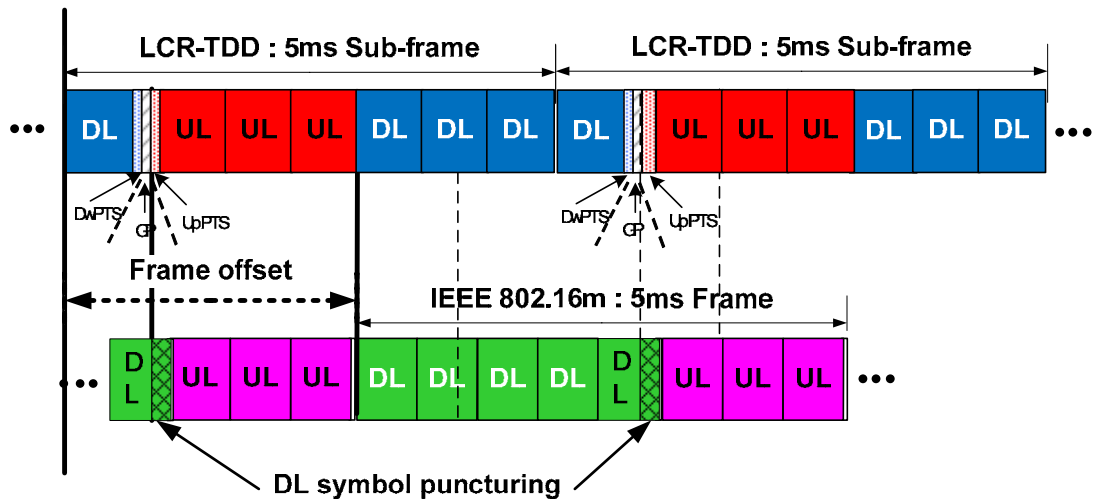 LCR-TDD : 5ms Sub-frame LCR-TDD : 5ms Sub-frame
••• DL UL UL UL DL DL DL DL UL UL UL DL DL DL •••
DwPTS GP UpPTS DwPTS GP UpPTS
Frame offset
IEEE 802.16m : 5ms Frame
••• DL UL UL UL DL DL DL DL DL UL UL UL •••
DL symbol puncturing